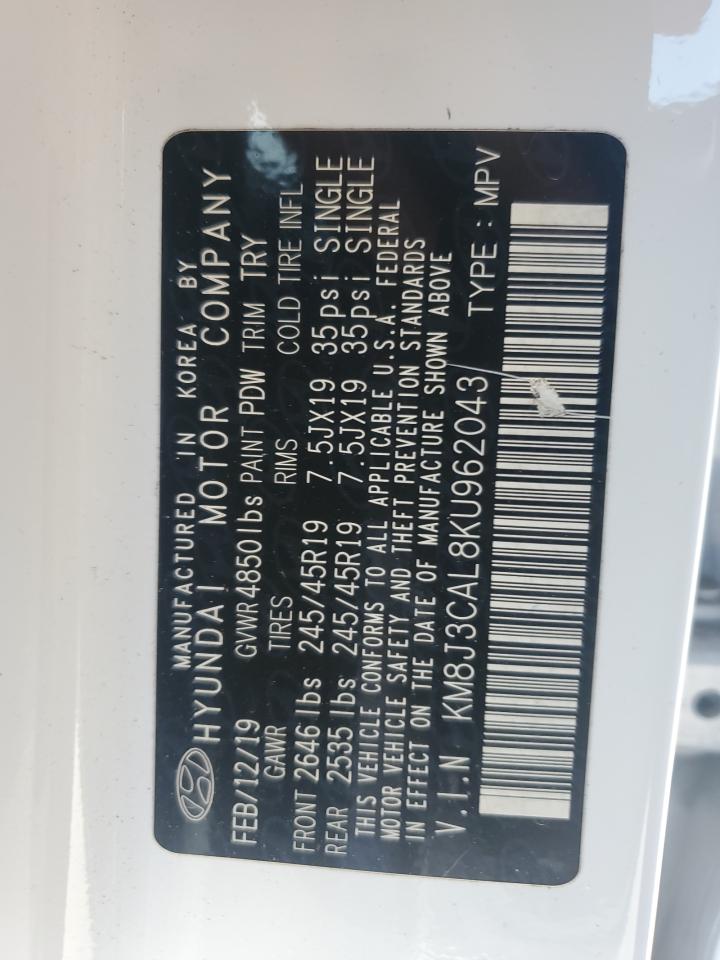 MANUFACTURED IN KOREA BY
HYUNDAI MOTOR COMPANY
FEB/12/19 GVWR 4850 lbs PAINT PDW TRIM TRY
GAWR TIRES RIMS COLD TIRE INFL
FRONT 2646 lbs 245/45R19 7.5JX19 35psi SINGLE
REAR 2535 lbs 245/45R19 7.5JX19 35psi SINGLE
THIS VEHICLE CONFORMS TO ALL APPLICABLE U.S.A. FEDERAL
MOTOR VEHICLE SAFETY AND THEFT PREVENTION STANDARDS
IN EFFECT ON THE DATE OF MANUFACTURE SHOWN ABOVE
V.I.N KM8J3CAL8KU962043 TYPE : MPV